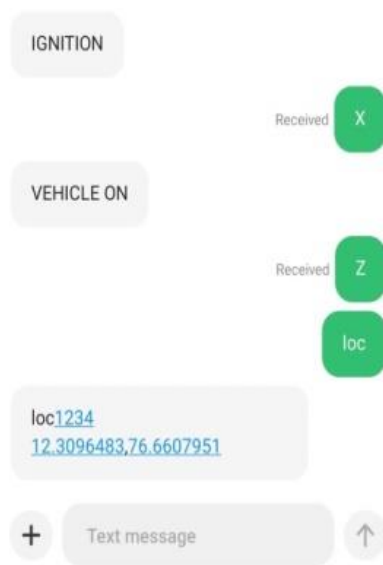 IGNITION
Received X
VEHICLE ON
Received Z
loc
loc1234
12.3096483,76.6607951
Text message